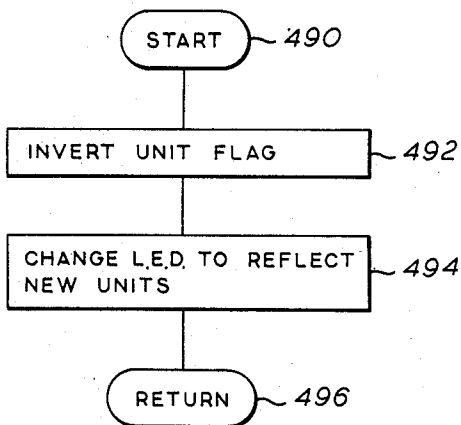 START 490
INVERT UNIT FLAG 492
CHANGE L.E.D. TO REFLECT 494
NEW UNITS
RETURN 496